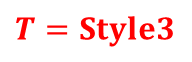 T = Style3